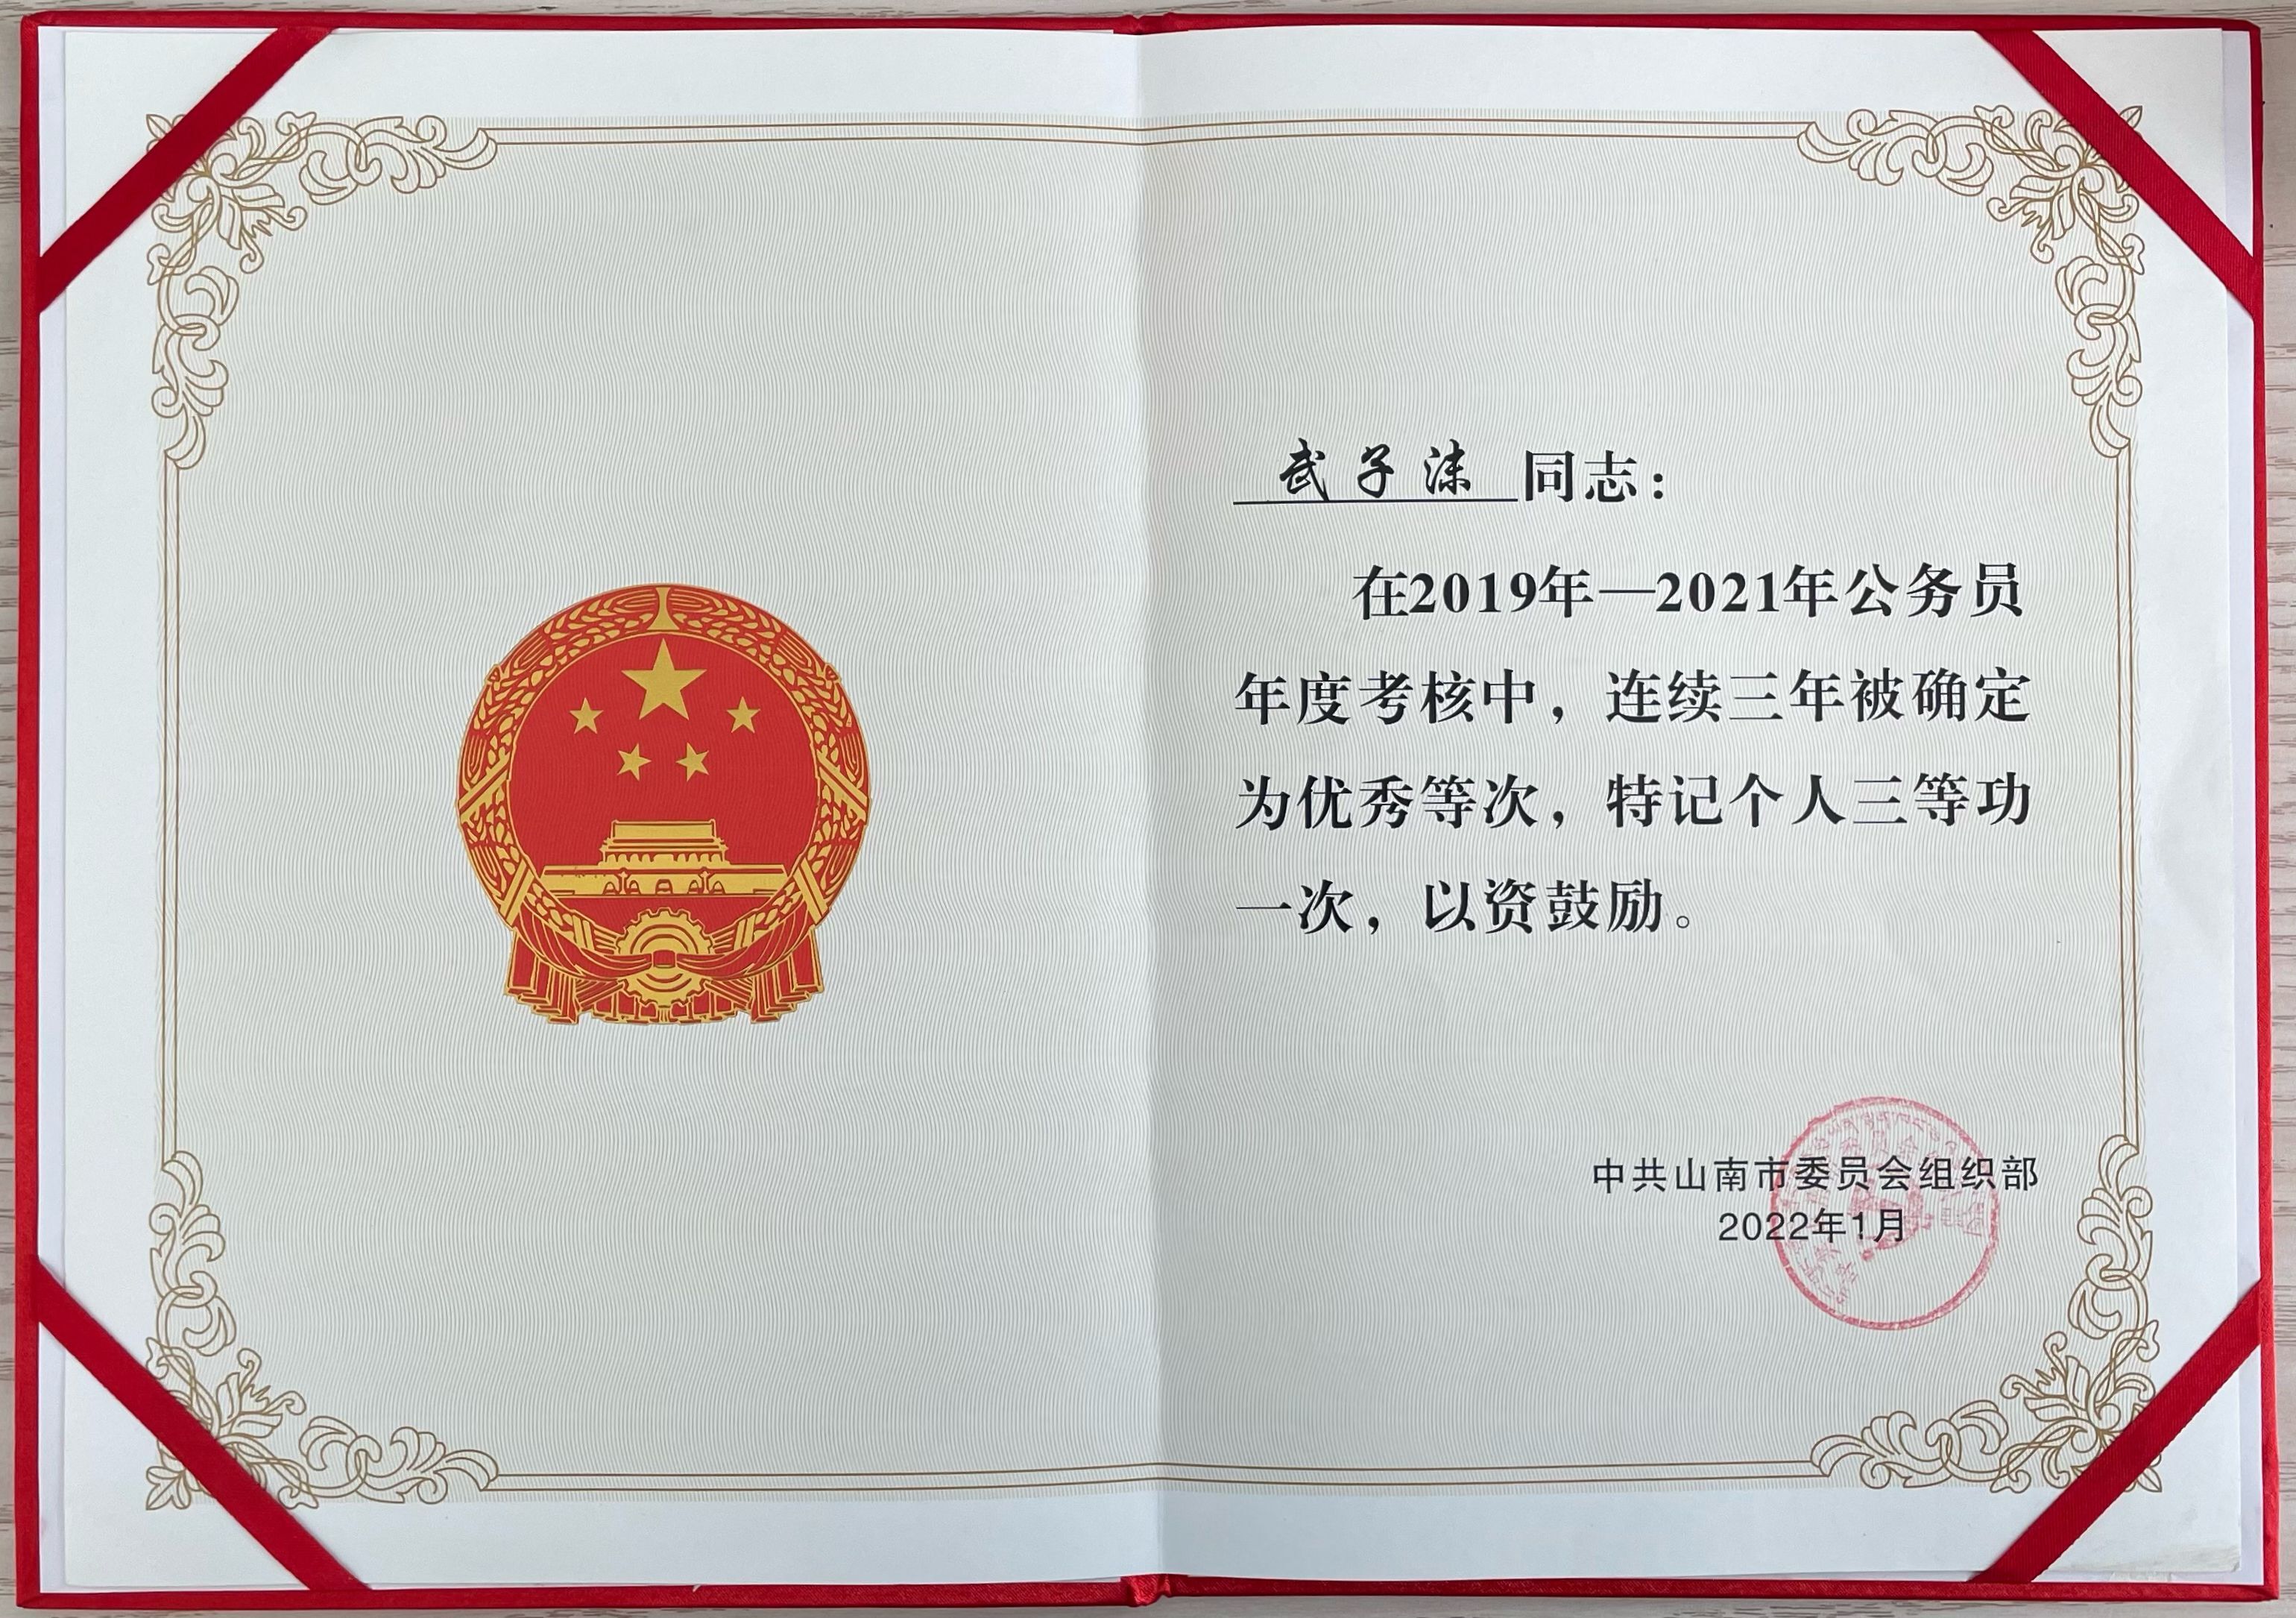 武子沫同志：
在2019年—2021年公务员
年度考核中，连续三年被确定
为优秀等次，特记个人三等功
一次，以资鼓励。
中共山南市委员会组织部
2022年1月